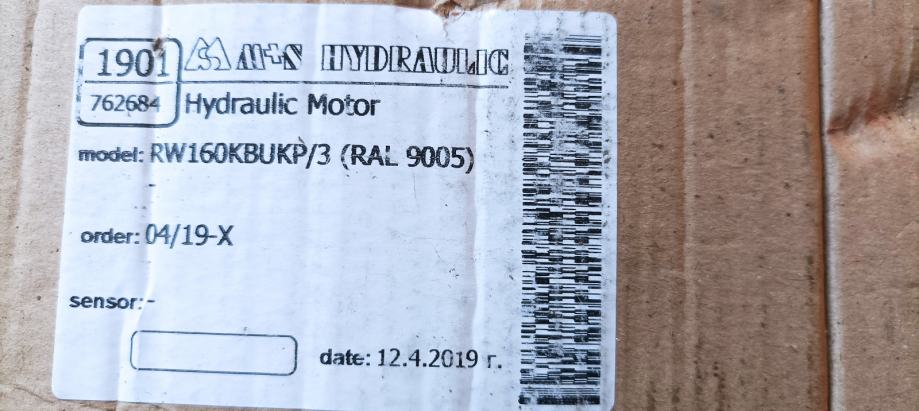 1901
M+S HYDRAULIC
762684
Hydraulic Motor
model: RW160KBUKP/3 (RAL 9005)
-
order: 04/19-X
sensor: -
date: 12.4.2019 г.